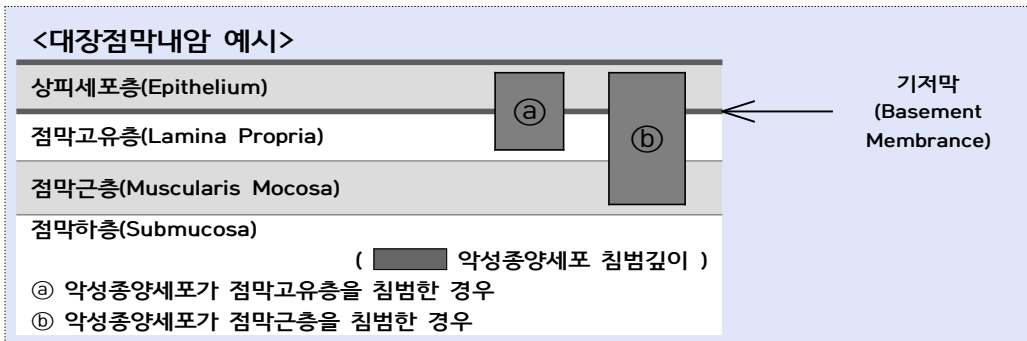 <대장점막내암 예시>
상피세포층(Epithelium)
점막고유층(Lamina Propria)
점막근층(Muscularis Mocosa)
점막하층(Submucosa)
ⓐ
ⓑ
기저막
(Basement
Membrance)
( 악성종양세포 침범깊이 )
ⓐ 악성종양세포가 점막고유층을 침범한 경우
ⓑ 악성종양세포가 점막근층을 침범한 경우